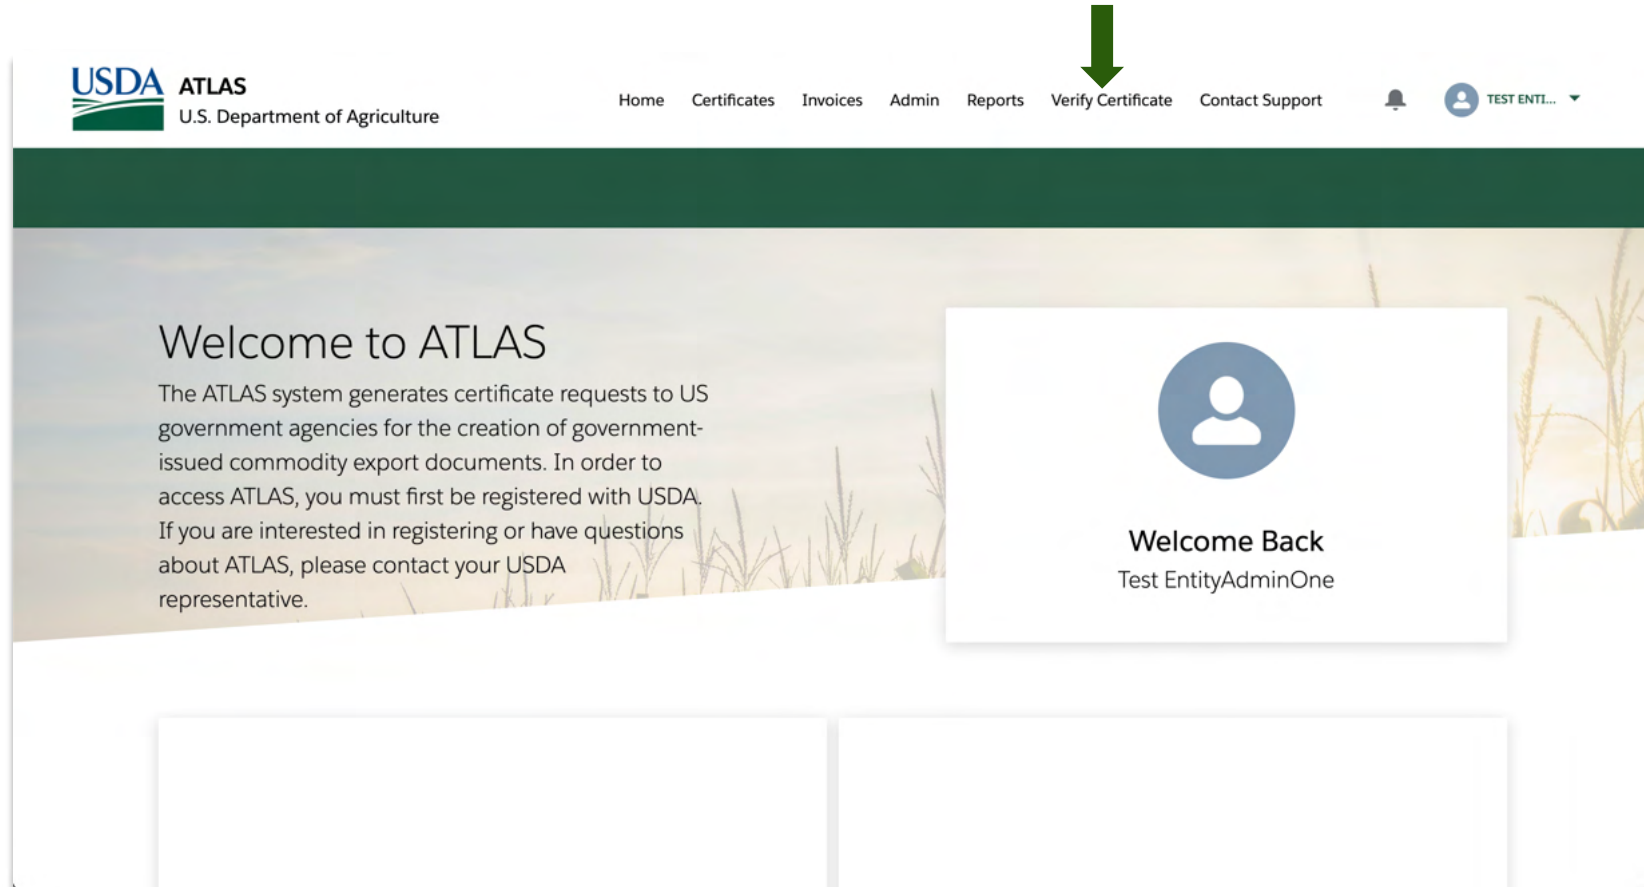 USDA
ATLAS
U.S. Department of Agriculture
Home Certificates Invoices Admin Reports Verify Certificate Contact Support TEST ENTI...
Welcome to ATLAS
The ATLAS system generates certificate requests to US
government agencies for the creation of government-
issued commodity export documents. In order to
access ATLAS, you must first be registered with USDA.
If you are interested in registering or have questions
about ATLAS, please contact your USDA
representative.
Welcome Back
Test EntityAdminOne